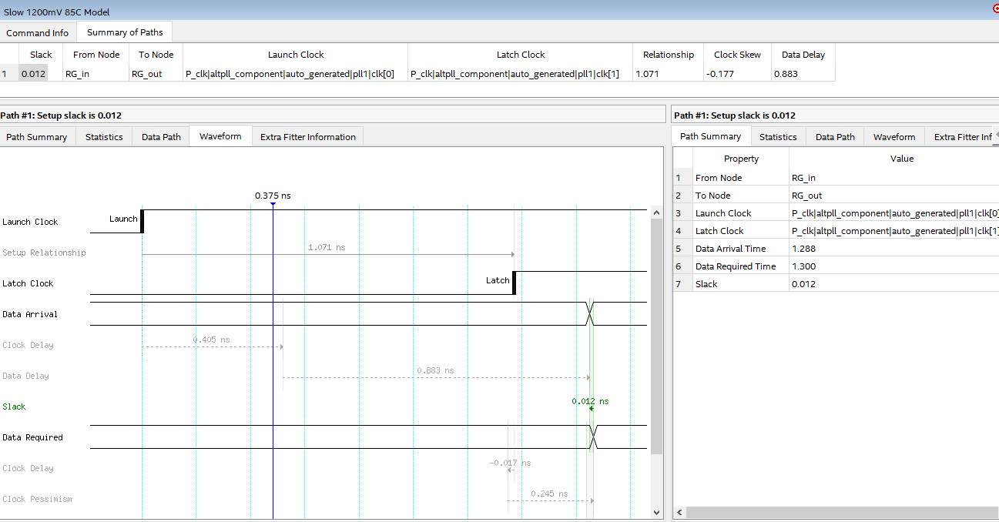 Slow 1200mV 85C Model
Command Info Summary of Paths
Slack From Node To Node Launch Clock Latch Clock Relationship Clock Skew Data Delay
1 0.012 RG_in RG_out P_clk|altpll_component|auto_generated|pll1|clk[0] P_clk|altpll_component|auto_generated|pll1|clk[1] 1.071 -0.177 0.883
Path #1: Setup slack is 0.012
Path Summary Statistics Data Path Waveform Extra Fitter Information
0.375 ns
Launch Clock Launch
Setup Relationship 1.071 ns
Latch Clock Latch
Data Arrival
Clock Delay 0.405 ns
Data Delay 0.883 ns
Slack 0.012 ns
Data Required
Clock Delay -0.017 ns
Clock Pessimism 0.245 ns
Path #1: Setup slack is 0.012
Path Summary Statistics Data Path Waveform Extra Fitter Inf
Property Value
1 From Node RG_in
2 To Node RG_out
3 Launch Clock P_clk|altpll_component|auto_generated|pll1|clk[0]
4 Latch Clock P_clk|altpll_component|auto_generated|pll1|clk[1]
5 Data Arrival Time 1.288
6 Data Required Time 1.300
7 Slack 0.012